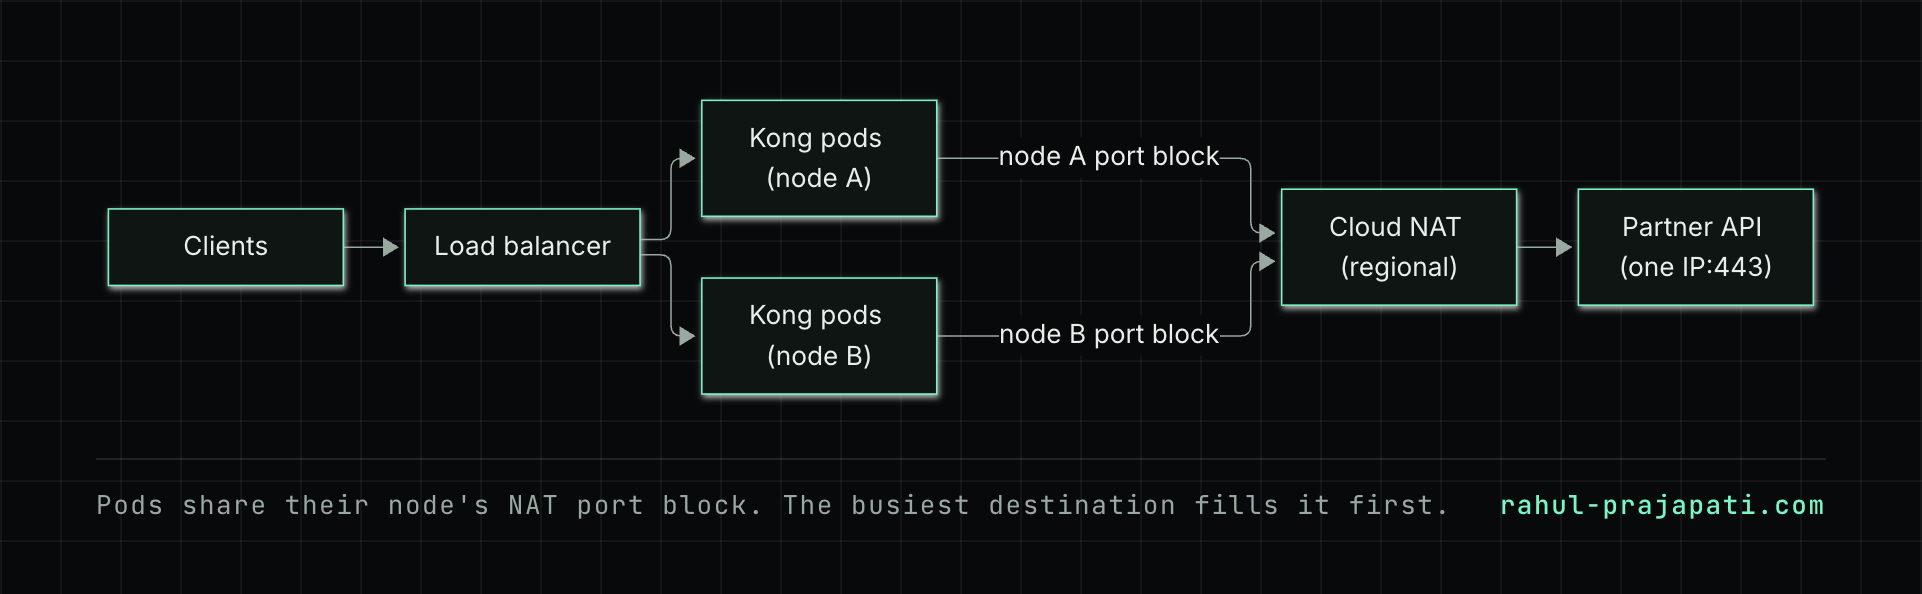 Clients
Load balancer
Kong pods
(node A)
node A port block
Kong pods
(node B)
node B port block
Cloud NAT
(regional)
Partner API
(one IP:443)
Pods share their node's NAT port block. The busiest destination fills it first.
rahul-prajapati.com